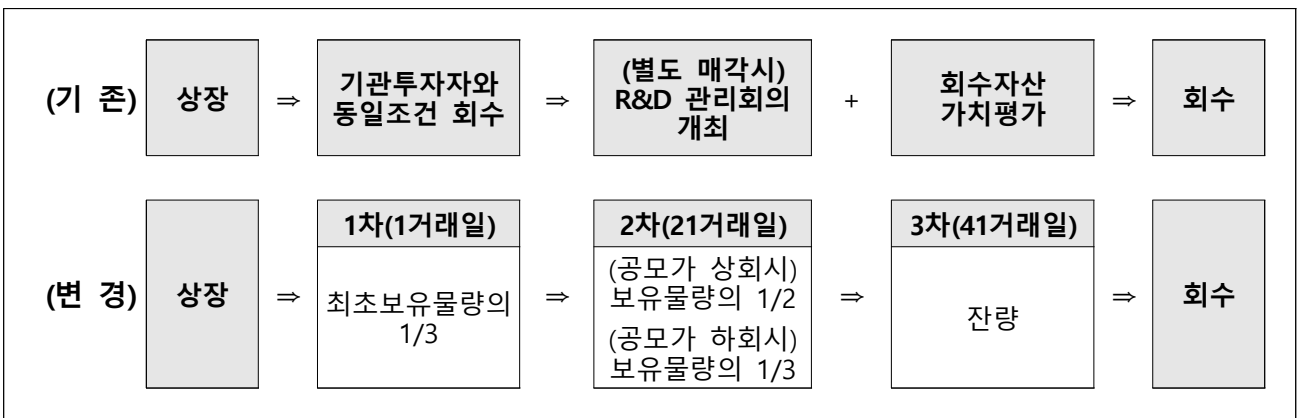 (기 존)
상장
⇒
기관투자자와
동일조건 회수
⇒
(별도 매각시)
R&D 관리회의
개최
+
회수자산
가치평가
⇒
회수
(변 경)
상장
⇒
1차(1거래일)
최초보유물량의
1/3
⇒
2차(21거래일)
(공모가 상회시)
보유물량의 1/2
(공모가 하회시)
보유물량의 1/3
⇒
3차(41거래일)
잔량
⇒
회수